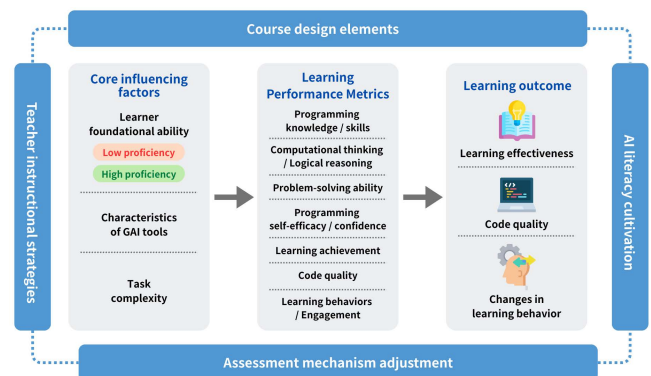 Course design elements
Teacher instructional strategies
Core influencing
factors
Learner
foundational ability
Low proficiency
High proficiency
Characteristics
of GAI tools
Task
complexity
Learning
Performance Metrics
Programming
knowledge / skills
Computational thinking
/ Logical reasoning
Problem-solving ability
Programming
self-efficacy / confidence
Learning achievement
Code quality
Learning behaviors
/ Engagement
Learning outcome
Learning effectiveness
</>
Code quality
Changes in
learning behavior
AI literacy cultivation
Assessment mechanism adjustment